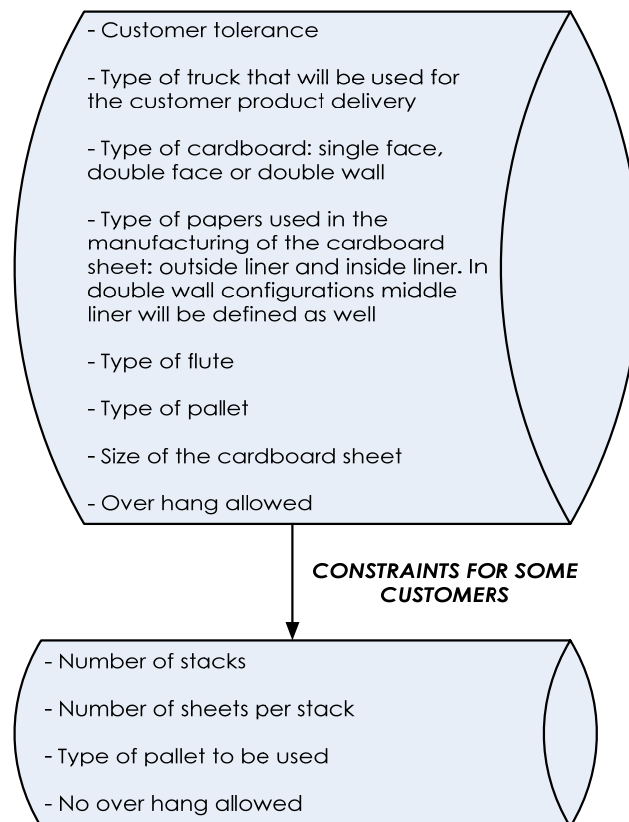 - Customer tolerance
- Type of truck that will be used for
the customer product delivery
- Type of cardboard: single face,
double face or double wall
- Type of papers used in the
manufacturing of the cardboard
sheet: outside liner and inside liner. In
double wall configurations middle
liner will be defined as well
- Type of flute
- Type of pallet
- Size of the cardboard sheet
- Over hang allowed
CONSTRAINTS FOR SOME
CUSTOMERS
- Number of stacks
- Number of sheets per stack
- Type of pallet to be used
- No over hang allowed